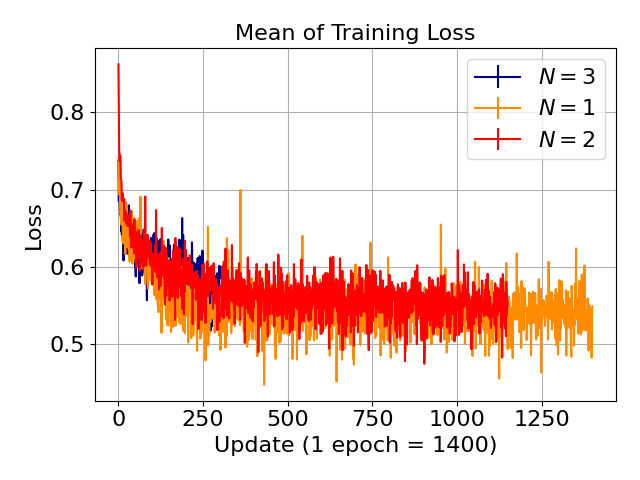 Mean of Training Loss
Loss
0.8
0.7
0.6
0.5
N = 3
N = 1
N = 2
0 250 500 750 1000 1250
Update (1 epoch = 1400)